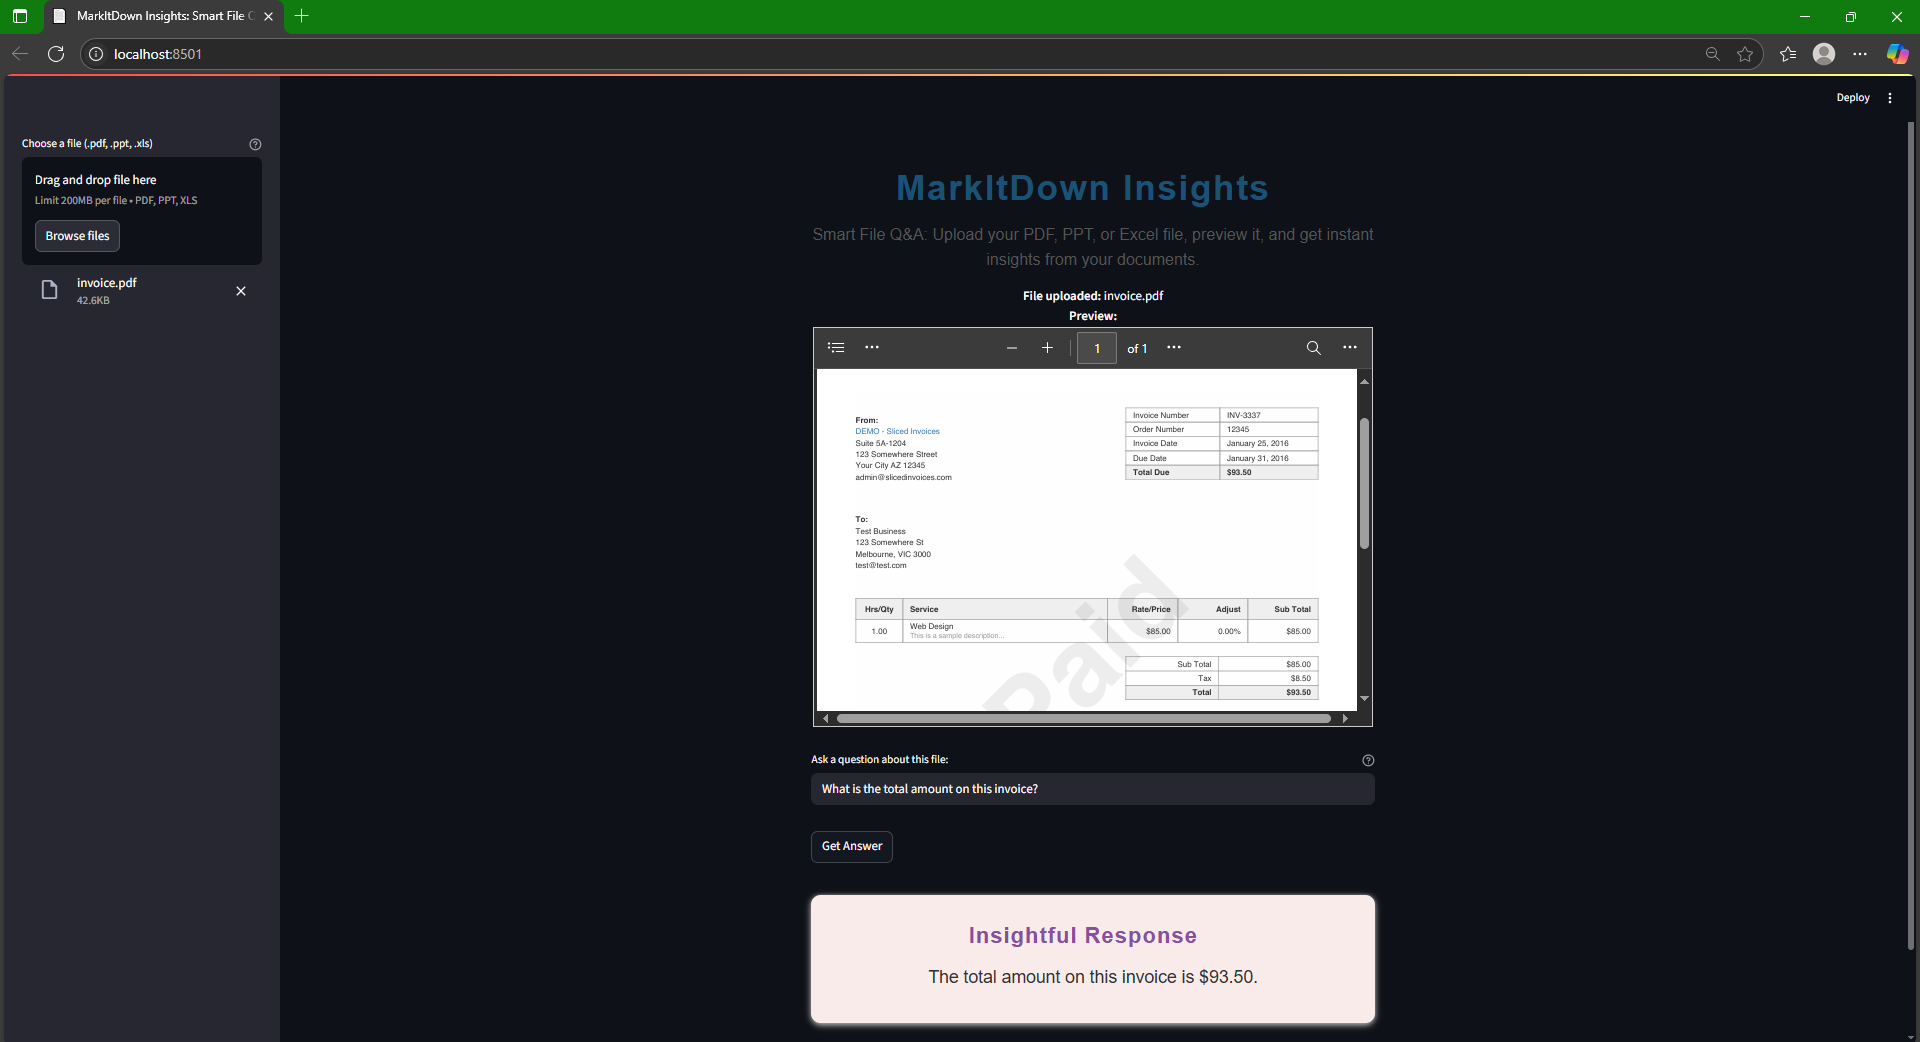 MarkItDown Insights: Smart File
localhost:8501
Deploy
Choose a file (.pdf, .ppt, .xls)
Drag and drop file here
Limit 200MB per file • PDF, PPT, XLS
Browse files
invoice.pdf
42.6KB
MarkItDown Insights
Smart File Q&A: Upload your PDF, PPT, or Excel file, preview it, and get instant
insights from your documents.
File uploaded: invoice.pdf
Preview:
1 of 1
From:
DEMO - Sliced Invoices
Suite 5A-1204
123 Somewhere Street
Your City AZ 12345
admin@slicedinvoices.com
Invoice Number INV-3337
Order Number 12345
Invoice Date January 25, 2016
Due Date January 31, 2016
Total Due $93.50
To:
Test Business
123 Somewhere St
Melbourne, VIC 3000
test@test.com
Paid
Hrs/Qty Service Rate/Price Adjust Sub Total
1.00 Web Design $85.00 0.00% $85.00
This is a sample description...
Sub Total $85.00
Tax $8.50
Total $93.50
Ask a question about this file:
What is the total amount on this invoice?
Get Answer
Insightful Response
The total amount on this invoice is $93.50.